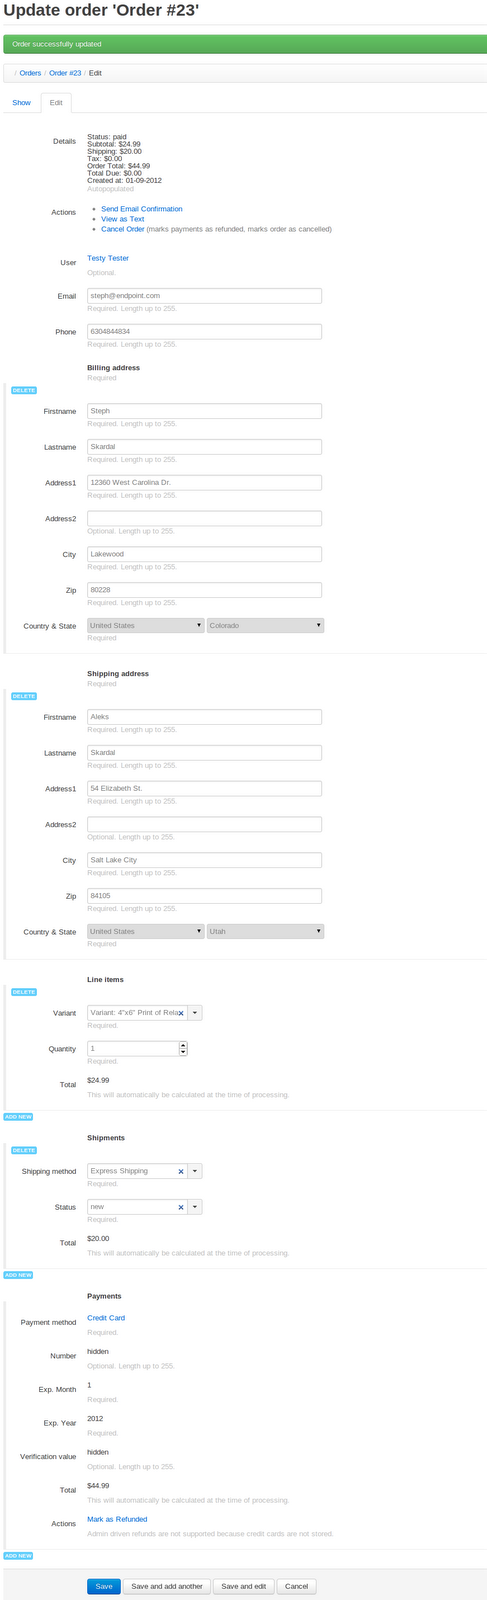 Update order 'Order #23'
Order successfully updated
/ Orders / Order #23 / Edit
Show Edit
Details
Status: paid
Subtotal: $24.99
Shipping: $20.00
Tax: $0.00
Order Total: $44.99
Total Due: $0.00
Created at: 01-09-2012
Autopopulated
Actions
Send Email Confirmation
View as Text
Cancel Order (marks payments as refunded, marks order as cancelled)
User Testy Tester
Optional.
Email steph@endpoint.com
Required. Length up to 255.
Phone 6304844834
Required. Length up to 255.
Billing address
Required
DELETE
Firstname Steph
Required. Length up to 255.
Lastname Skardal
Required. Length up to 255.
Address1 12360 West Carolina Dr.
Required. Length up to 255.
Address2
Optional. Length up to 255.
City Lakewood
Required. Length up to 255.
Zip 80228
Required. Length up to 255.
Country & State United States Colorado
Required
Shipping address
Required
DELETE
Firstname Aleks
Required. Length up to 255.
Lastname Skardal
Required. Length up to 255.
Address1 54 Elizabeth St.
Required. Length up to 255.
Address2
Optional. Length up to 255.
City Salt Lake City
Required. Length up to 255.
Zip 84105
Required. Length up to 255.
Country & State United States Utah
Required
Line items
DELETE
Variant Variant: 4"x6" Print of Rela
Required.
Quantity 1
Required.
Total $24.99
This will automatically be calculated at the time of processing.
ADD NEW
Shipments
DELETE
Shipping method Express Shipping
Required.
Status new
Required.
Total $20.00
This will automatically be calculated at the time of processing.
ADD NEW
Payments
Payment method Credit Card
Required.
Number hidden
Optional. Length up to 255.
Exp. Month 1
Required.
Exp. Year 2012
Required.
Verification value hidden
Optional. Length up to 255.
Total $44.99
This will automatically be calculated at the time of processing.
Actions Mark as Refunded
Admin driven refunds are not supported because credit cards are not stored.
ADD NEW
Save Save and add another Save and edit Cancel